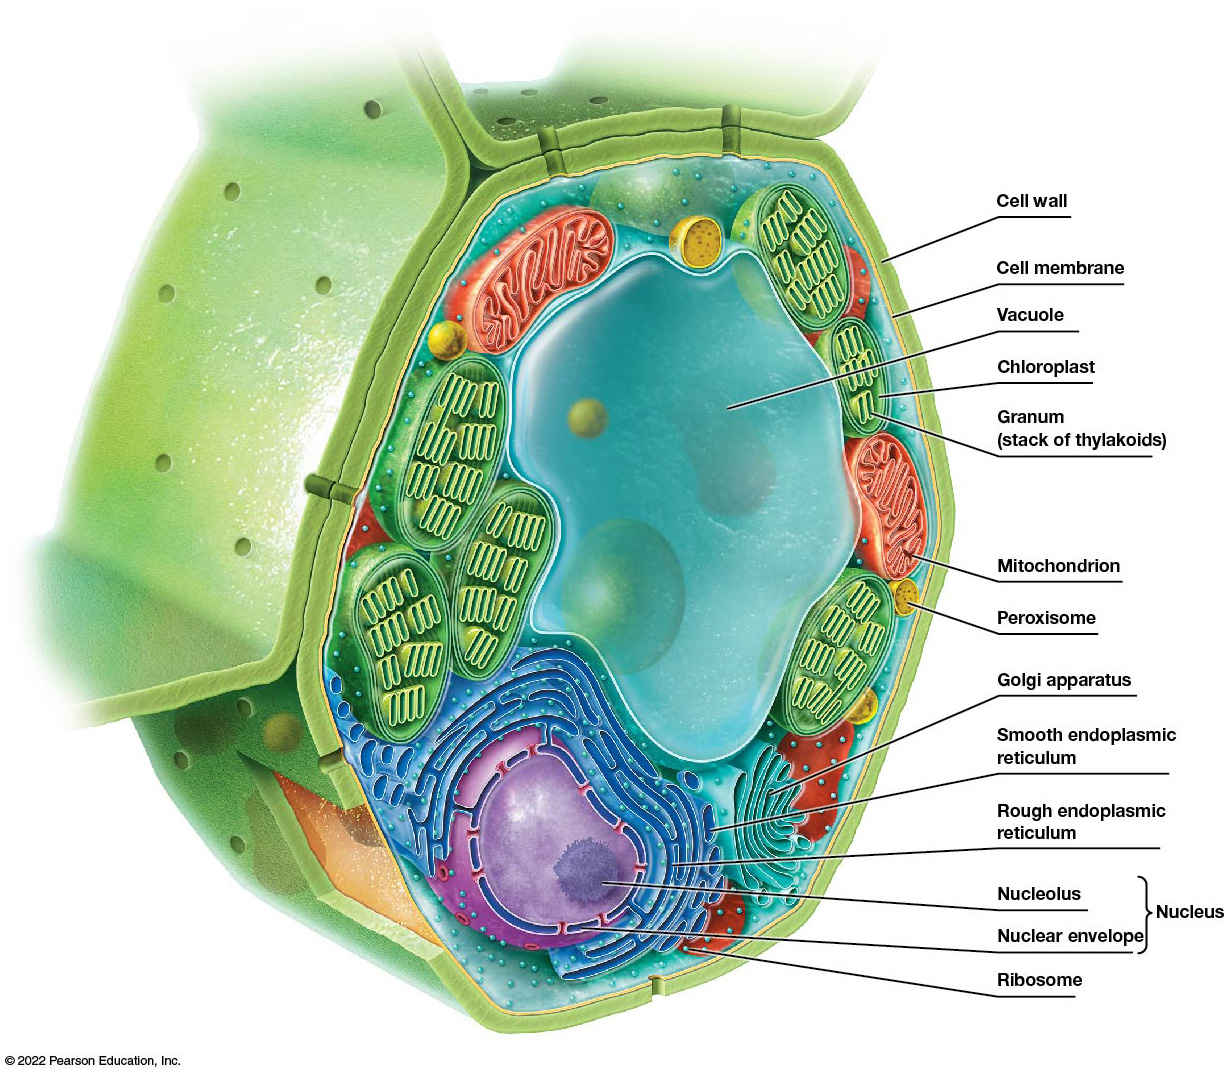 Cell wall
Cell membrane
Vacuole
Chloroplast
Granum
(stack of thylakoids)
Mitochondrion
Peroxisome
Golgi apparatus
Smooth endoplasmic
reticulum
Rough endoplasmic
reticulum
Nucleolus
Nucleus
Nuclear envelope
Ribosome
© 2022 Pearson Education, Inc.